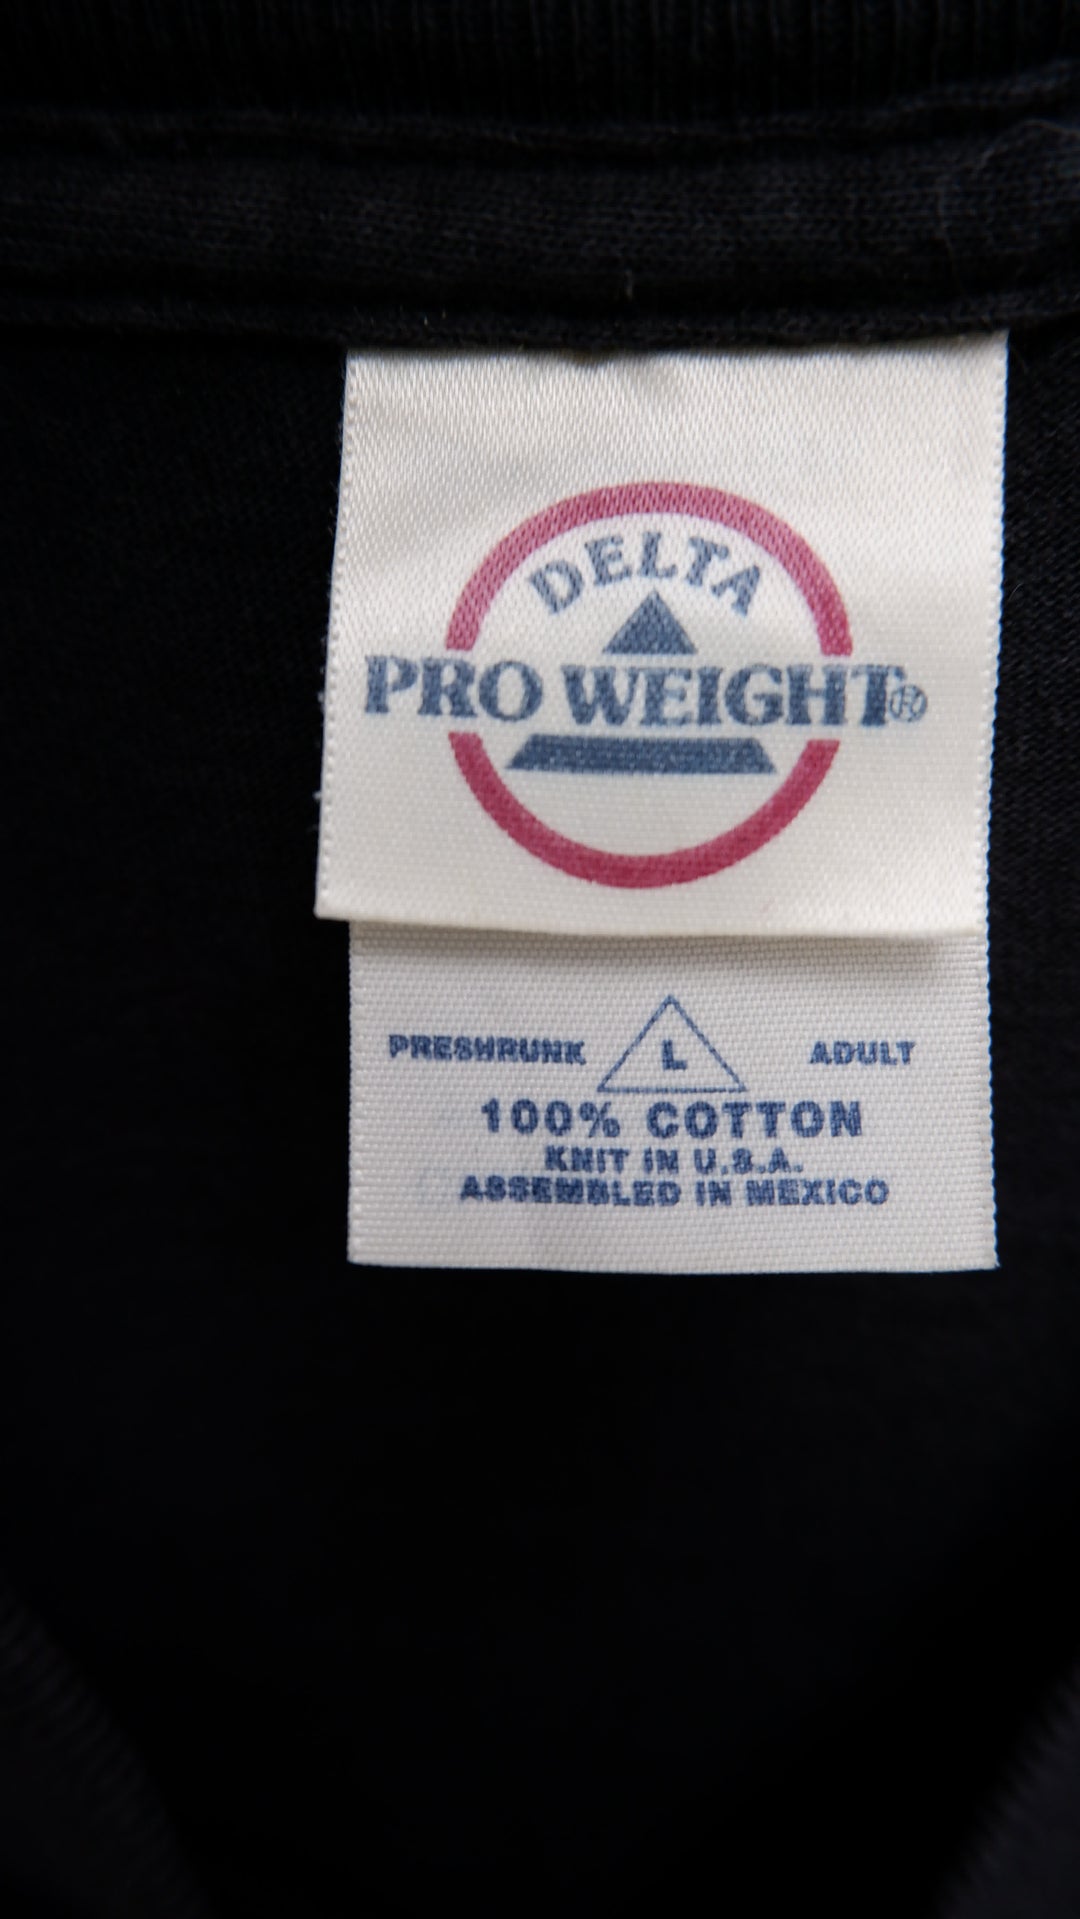 DELTA
PRO WEIGHT®
PRESHRUNK L ADULT
100% COTTON
KNIT IN U.S.A.
ASSEMBLED IN MEXICO